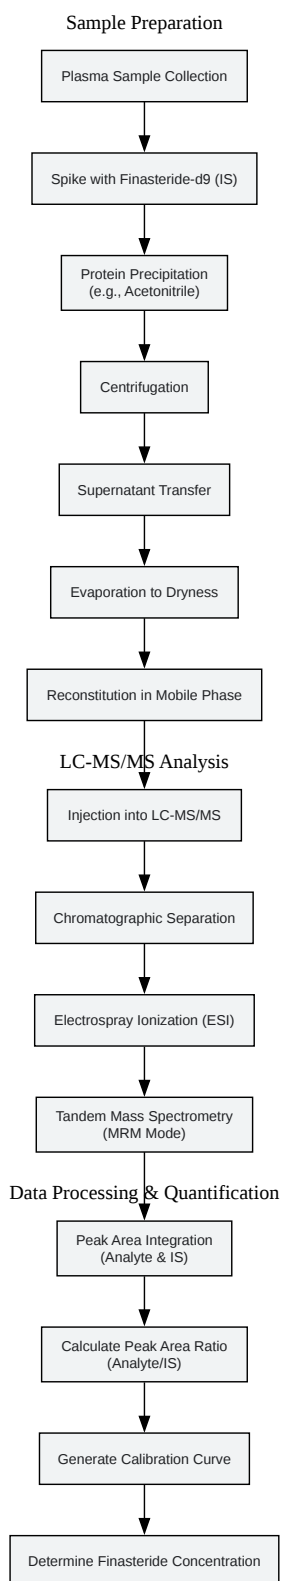 Sample Preparation
Plasma Sample Collection
Spike with Finasteride-d9 (IS)
Protein Precipitation
(e.g., Acetonitrile)
Centrifugation
Supernatant Transfer
Evaporation to Dryness
Reconstitution in Mobile Phase
LC-MS/MS Analysis
Injection into LC-MS/MS
Chromatographic Separation
Electrospray Ionization (ESI)
Tandem Mass Spectrometry
(MRM Mode)
Data Processing & Quantification
Peak Area Integration
(Analyte & IS)
Calculate Peak Area Ratio
(Analyte/IS)
Generate Calibration Curve
Determine Finasteride Concentration